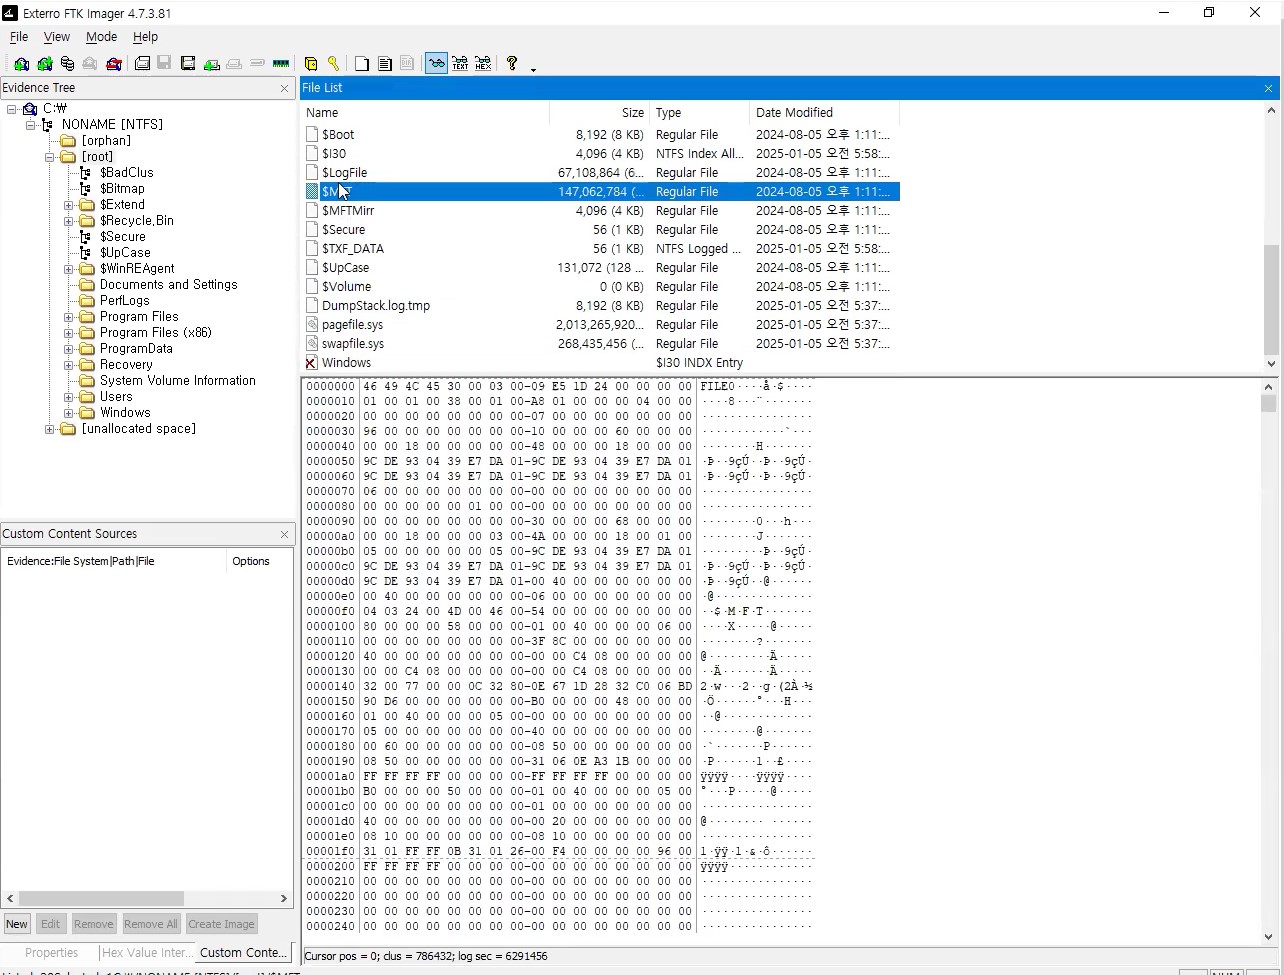 Exterro FTK Imager 4.7.3.81
File View Mode Help
Evidence Tree
C:₩
NONAME [NTFS]
[orphan]
[root]
$BadClus
$Bitmap
$Extend
$Recycle.Bin
$Secure
$UpCase
$WinREAgent
Documents and Settings
PerfLogs
Program Files
Program Files (x86)
ProgramData
Recovery
System Volume Information
Users
Windows
[unallocated space]
Custom Content Sources
Evidence:File System|Path|File Options
New Edit Remove Remove All Create Image
Properties Hex Value Inter... Custom Conte...
File List
Name Size Type Date Modified
$Boot 8,192 (8 KB) Regular File 2024-08-05 오후 1:11:...
$I30 4,096 (4 KB) NTFS Index All... 2025-01-05 오전 5:58:...
$LogFile 67,108,864 (6... Regular File 2024-08-05 오후 1:11:...
$MFT 147,062,784 (... Regular File 2024-08-05 오후 1:11:...
$MFTMirr 4,096 (4 KB) Regular File 2024-08-05 오후 1:11:...
$Secure 56 (1 KB) Regular File 2024-08-05 오후 1:11:...
$TXF_DATA 56 (1 KB) NTFS Logged ... 2025-01-05 오전 5:58:...
$UpCase 131,072 (128 ... Regular File 2024-08-05 오후 1:11:...
$Volume 0 (0 KB) Regular File 2024-08-05 오후 1:11:...
DumpStack.log.tmp 8,192 (8 KB) Regular File 2025-01-05 오전 5:37:...
pagefile.sys 2,013,265,920... Regular File 2025-01-05 오전 5:37:...
swapfile.sys 268,435,456 (... Regular File 2025-01-05 오전 5:37:...
Windows $I30 INDX Entry
0000000 46 49 4C 45 30 00 03 00-09 E5 1D 24 00 00 00 00 FILE0····å·$····
0000010 01 00 01 00 38 00 01 00-A8 01 00 00 00 04 00 00 ····8···¨·······
0000020 00 00 00 00 00 00 00 00-07 00 00 00 00 00 00 00 ················
0000030 96 00 00 00 00 00 00 00-10 00 00 00 60 00 00 00 ············`···
0000040 00 00 18 00 00 00 00 00-48 00 00 00 18 00 00 00 ········H·······
0000050 9C DE 93 04 39 E7 DA 01-9C DE 93 04 39 E7 DA 01 ·Þ··9çÚ··Þ··9çÚ·
0000060 9C DE 93 04 39 E7 DA 01-9C DE 93 04 39 E7 DA 01 ·Þ··9çÚ··Þ··9çÚ·
0000070 06 00 00 00 00 00 00 00-00 00 00 00 00 00 00 00 ················
0000080 00 00 00 00 00 01 00 00-00 00 00 00 00 00 00 00 ················
0000090 00 00 00 00 00 00 00 00-30 00 00 00 68 00 00 00 ········0···h···
00000a0 00 00 18 00 00 00 03 00-4A 00 00 00 18 00 01 00 ········J·······
00000b0 05 00 00 00 00 00 05 00-9C DE 93 04 39 E7 DA 01 ·········Þ··9çÚ·
00000c0 9C DE 93 04 39 E7 DA 01-9C DE 93 04 39 E7 DA 01 ·Þ··9çÚ··Þ··9çÚ·
00000d0 9C DE 93 04 39 E7 DA 01-00 40 00 00 00 00 00 00 ·Þ··9çÚ··@······
00000e0 00 40 00 00 00 00 00 00-06 00 00 00 00 00 00 00 ·@··············
00000f0 04 03 24 00 4D 00 46 00-54 00 00 00 00 00 00 00 ··$·M·F·T·······
0000100 80 00 00 00 58 00 00 00-01 00 40 00 00 00 06 00 ····X·····@·····
0000110 00 00 00 00 00 00 00 00-3F 8C 00 00 00 00 00 00 ········?·······
0000120 40 00 00 00 00 00 00 00-00 00 C4 08 00 00 00 00 @·········Ä·····
0000130 00 00 C4 08 00 00 00 00-00 00 C4 08 00 00 00 00 ··Ä·······Ä·····
0000140 32 00 77 00 00 0C 32 80-0E 67 1D 28 32 C0 06 BD 2·w···2··g·(2À·½
0000150 90 D6 00 00 00 00 00 00-B0 00 00 00 48 00 00 00 ·Ö······°···H···
0000160 01 00 40 00 00 00 05 00-00 00 00 00 00 00 00 00 ··@·············
0000170 05 00 00 00 00 00 00 00-40 00 00 00 00 00 00 00 ········@·······
0000180 00 60 00 00 00 00 00 00-08 50 00 00 00 00 00 00 ·`·······P······
0000190 08 50 00 00 00 00 00 00-31 06 0E A3 1B 00 00 00 ·P······1··£····
00001a0 FF FF FF FF 00 00 00 00-FF FF FF FF 00 00 00 00 ÿÿÿÿ····ÿÿÿÿ····
00001b0 B0 00 00 00 50 00 00 00-01 00 40 00 00 00 05 00 °···P·····@·····
00001c0 00 00 00 00 00 00 00 00-01 00 00 00 00 00 00 00 ················
00001d0 40 00 00 00 00 00 00 00-00 20 00 00 00 00 00 00 @·······
00001e0 08 10 00 00 00 00 00 00-08 10 00 00 00 00 00 00 ················
00001f0 31 01 FF FF 0B 31 01 26-00 F4 00 00 00 00 96 00 1·ÿÿ·1·&·ô······
0000200 FF FF FF FF 00 00 00 00-00 00 00 00 00 00 00 00 ÿÿÿÿ············
0000210 00 00 00 00 00 00 00 00-00 00 00 00 00 00 00 00 ················
0000220 00 00 00 00 00 00 00 00-00 00 00 00 00 00 00 00 ················
0000230 00 00 00 00 00 00 00 00-00 00 00 00 00 00 00 00 ················
0000240 00 00 00 00 00 00 00 00-00 00 00 00 00 00 00 00 ················
Cursor pos = 0; clus = 786432; log sec = 6291456